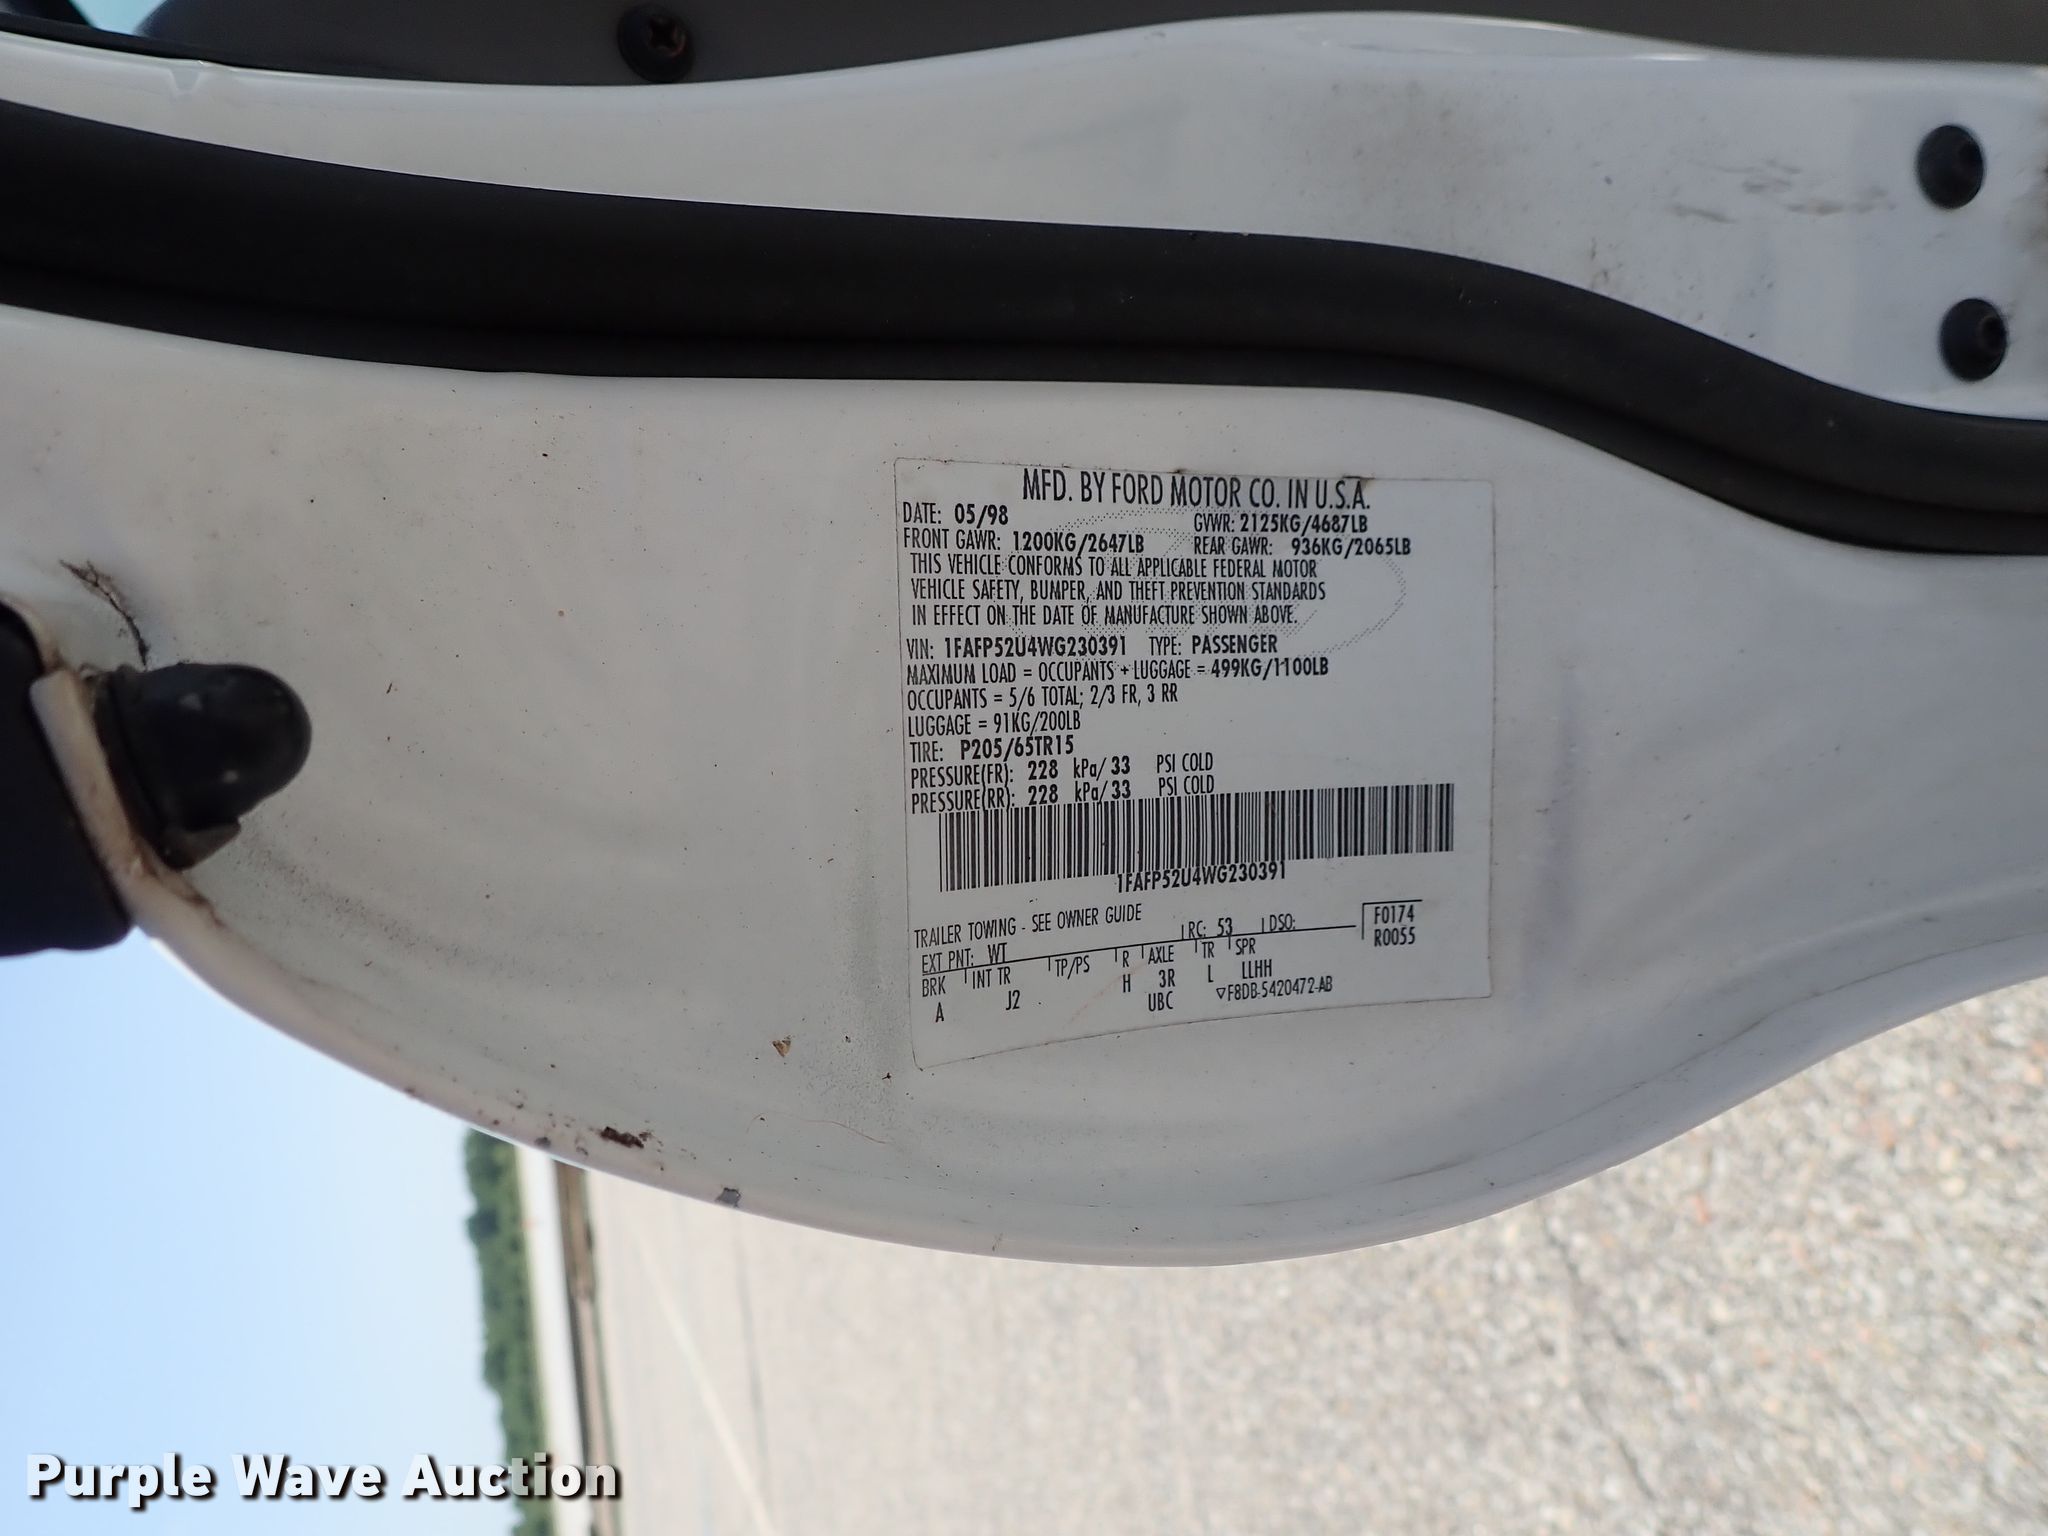 MFD. BY FORD MOTOR CO. IN U.S.A.
DATE: 05/98 GVWR: 2125KG/4687LB
FRONT GAWR: 1200KG/2647LB REAR GAWR: 936KG/2065LB
THIS VEHICLE CONFORMS TO ALL APPLICABLE FEDERAL MOTOR
VEHICLE SAFETY, BUMPER, AND THEFT PREVENTION STANDARDS
IN EFFECT ON THE DATE OF MANUFACTURE SHOWN ABOVE.
VIN: 1FAFP52U4WG230391 TYPE: PASSENGER
MAXIMUM LOAD = OCCUPANTS + LUGGAGE = 499KG/1100LB
OCCUPANTS = 5/6 TOTAL; 2/3 FR, 3 RR
LUGGAGE = 91KG/200LB
TIRE: P205/65TR15
PRESSURE(FR): 228 kPa/33 PSI COLD
PRESSURE(RR): 228 kPa/33 PSI COLD
1FAFP52U4WG230391
TRAILER TOWING - SEE OWNER GUIDE
EXT PNT: WT RC: 53 DSO: F0174
R0055
BRK INT TR TP/PS R AXLE TR SPR
A J2 H 3R L LLHH
UBC ▽F8DB-5420472-AB
Purple Wave Auction